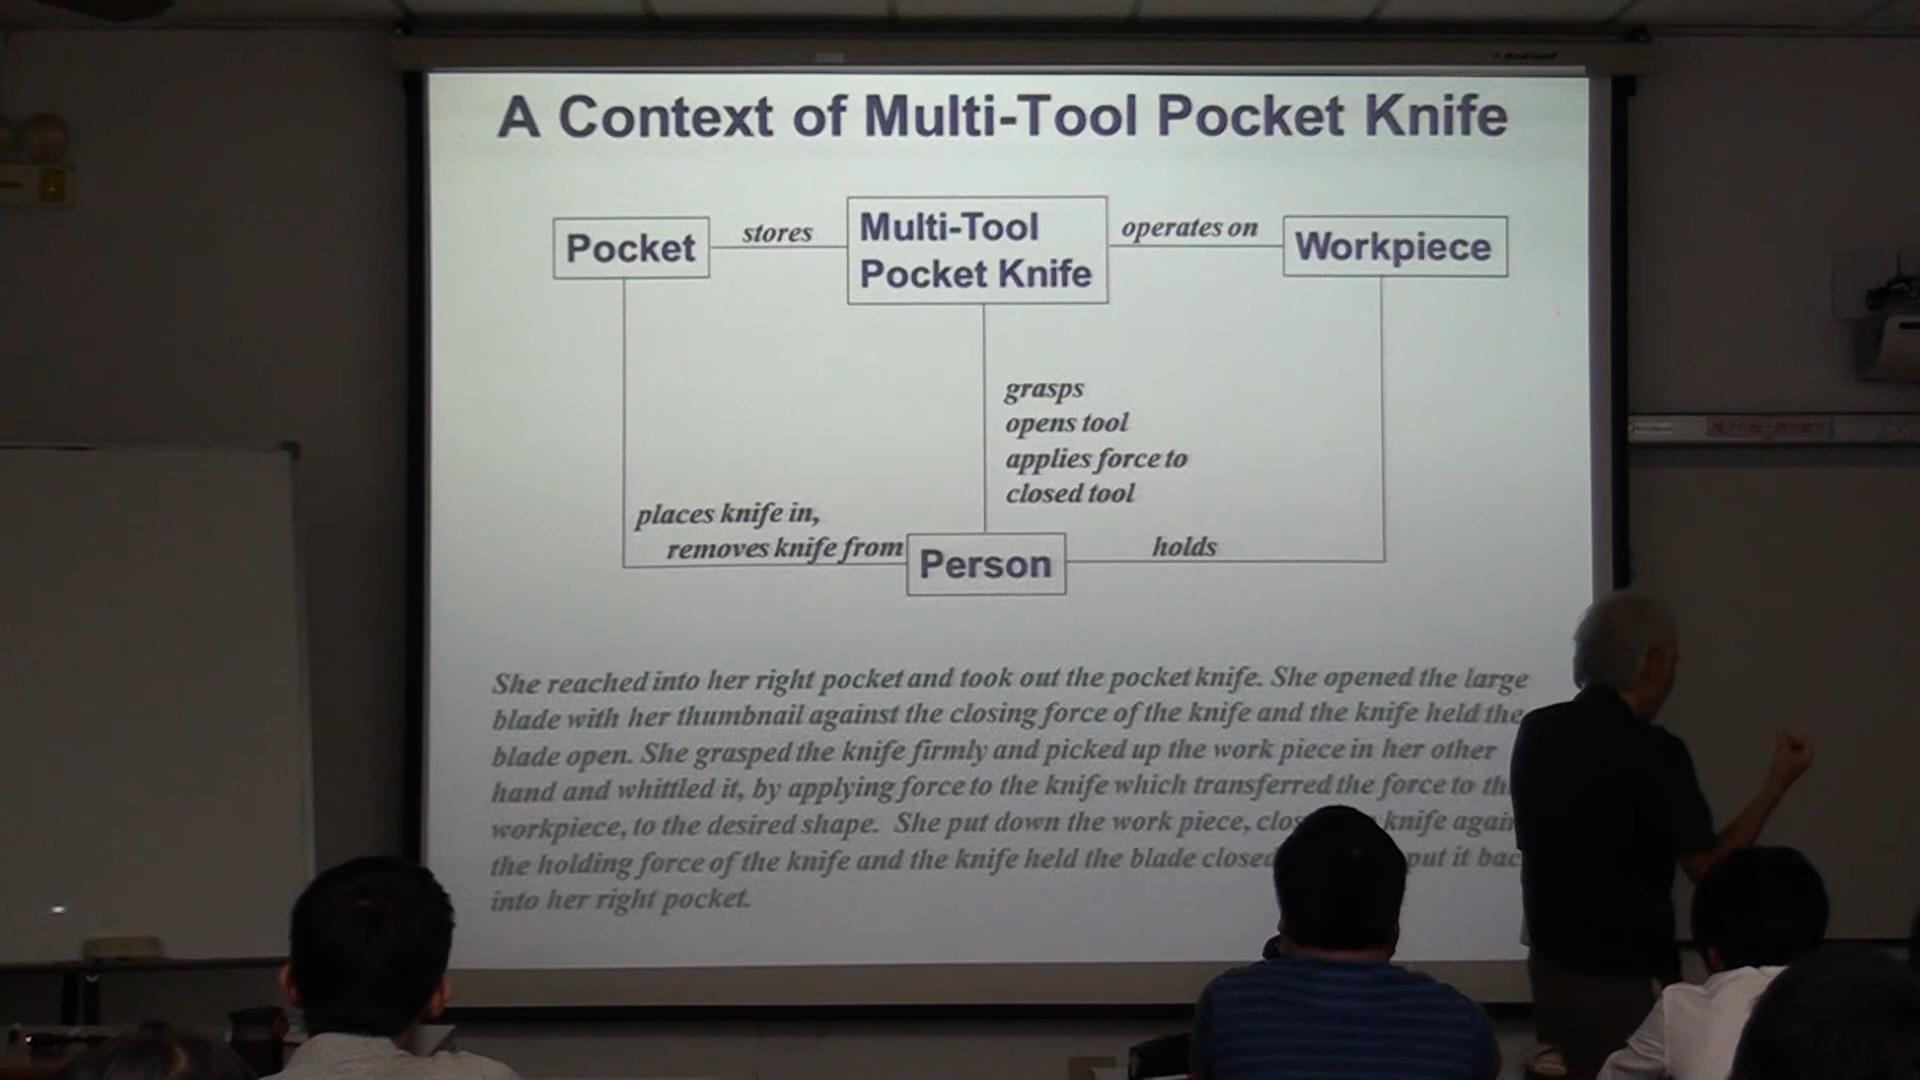 A Context of Multi-Tool Pocket Knife
Pocket
stores
Multi-Tool
Pocket Knife
operates on
Workpiece
grasps
opens tool
applies force to
closed tool
places knife in,
removes knife from
Person
holds
She reached into her right pocket and took out the pocket knife. She opened the large
blade with her thumbnail against the closing force of the knife and the knife held the
blade open. She grasped the knife firmly and picked up the work piece in her other
hand and whittled it, by applying force to the knife which transferred the force to
workpiece, to the desired shape. She put down the work piece, knife
the holding force of the knife and the knife held the blade closed put it
into her right pocket.